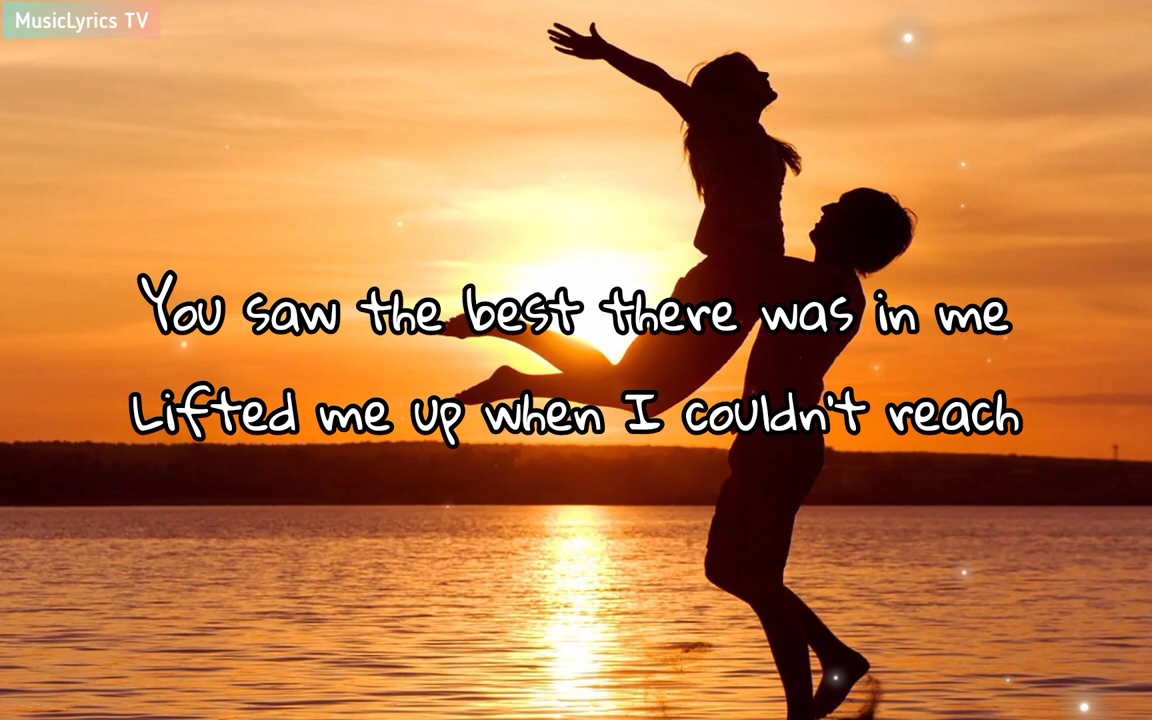 MusicLyrics TV
You saw the best there was in me
Lifted me up when I couldn't reach